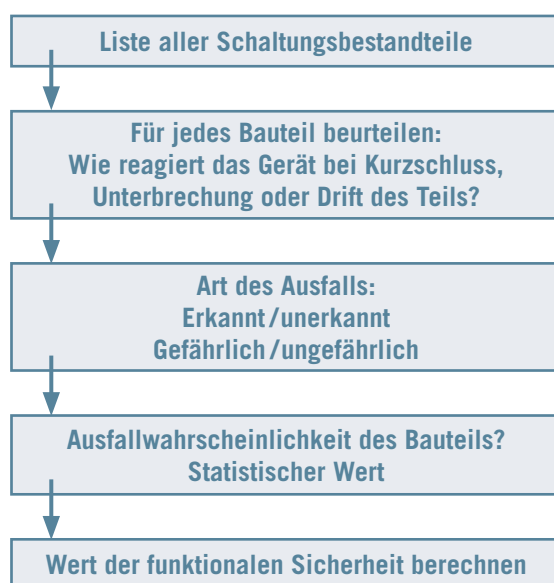 Liste aller Schaltungsbestandteile
Für jedes Bauteil beurteilen:
Wie reagiert das Gerät bei Kurzschluss,
Unterbrechung oder Drift des Teils?
Art des Ausfalls:
Erkannt/unerkannt
Gefährlich/ungefährlich
Ausfallwahrscheinlichkeit des Bauteils?
Statistischer Wert
Wert der funktionalen Sicherheit berechnen